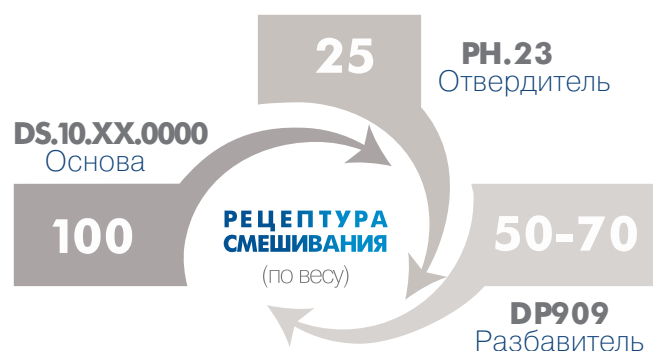 25
PH.23
Отвердитель
DS.10.XX.0000
Основа
100
РЕЦЕПТУРА
СМЕШИВАНИЯ
(по весу)
50-70
DP909
Разбавитель